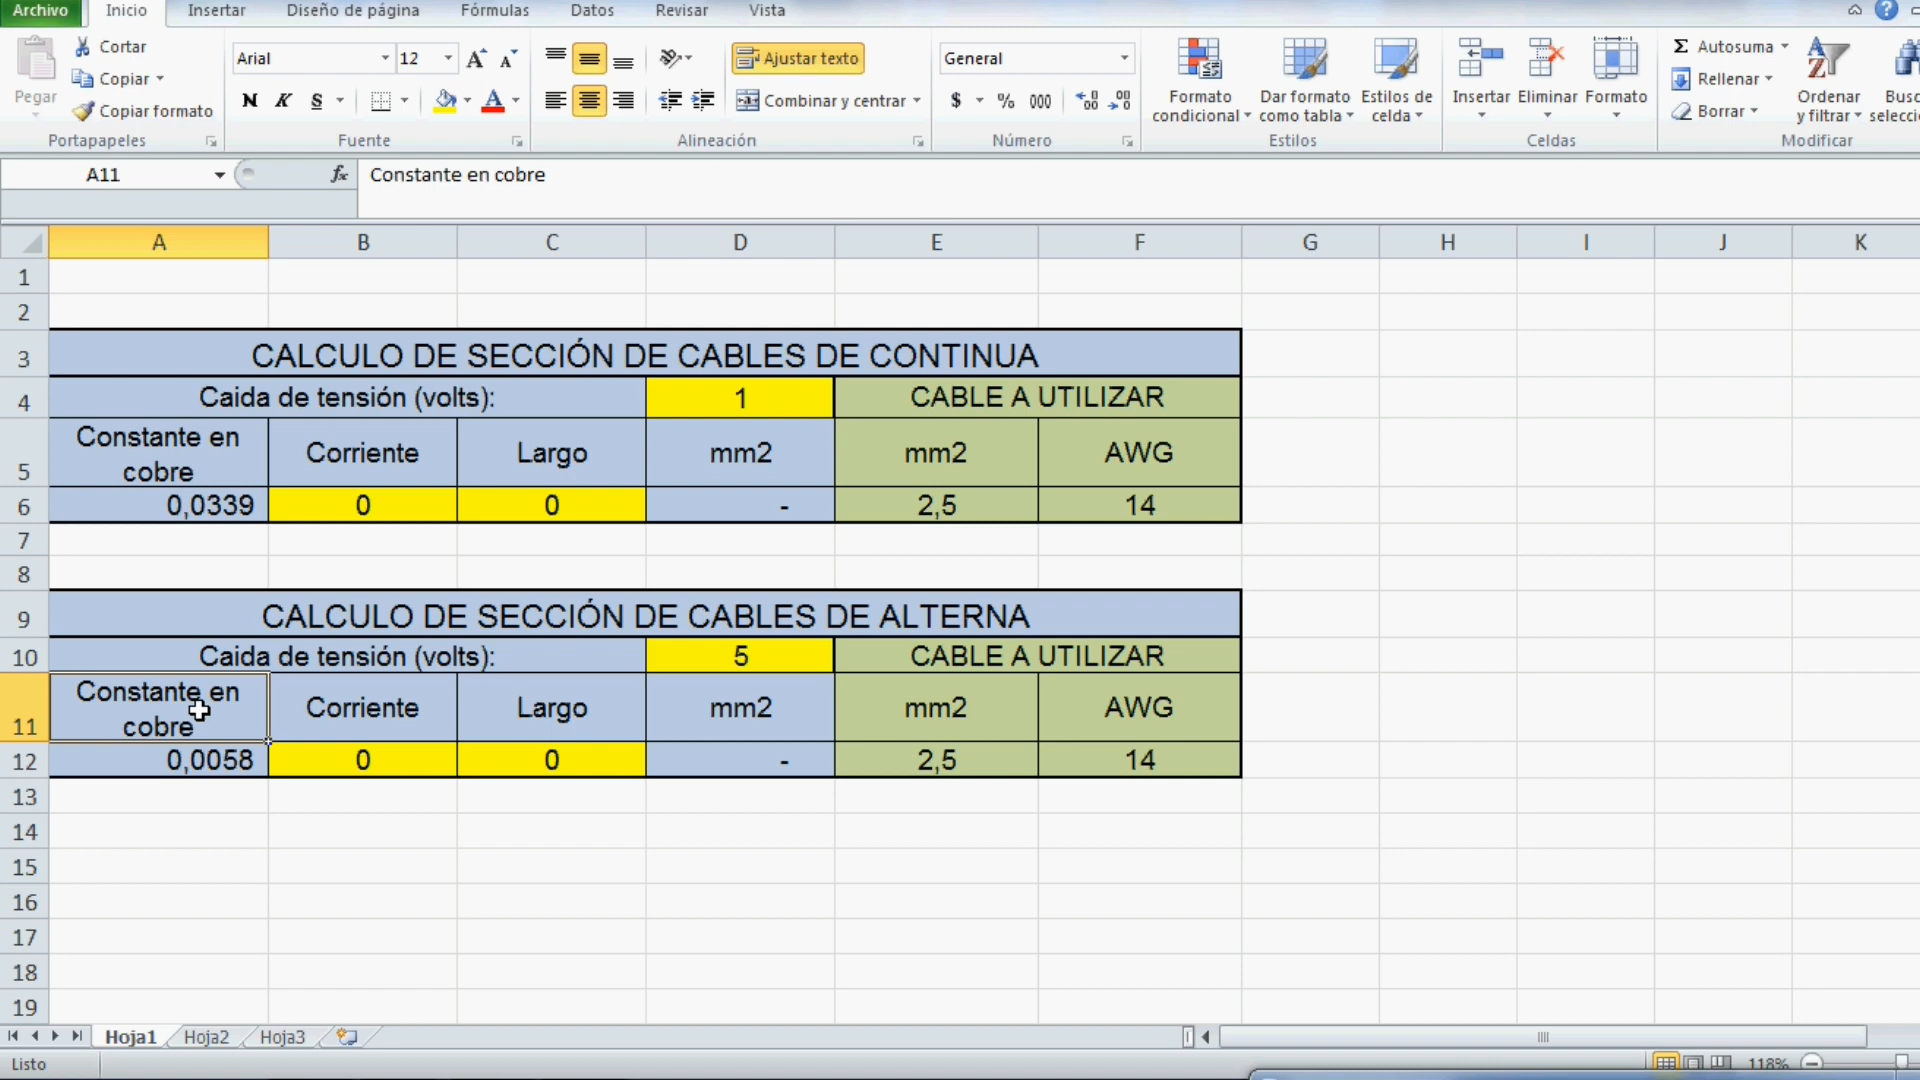 Archivo Inicio Insertar Diseño de página Fórmulas Datos Revisar Vista
Pegar
Cortar
Copiar
Copiar formato
Portapapeles
Arial 12
N K S
Fuente
Ajustar texto
Combinar y centrar
Alineación
General
$ % 000
Número
Formato condicional
Dar formato como tabla
Estilos de celda
Estilos
Insertar Eliminar Formato
Celdas
Σ Autosuma
Rellenar
Borrar
Ordenar y filtrar
Modificar
A11 fx Constante en cobre
A B C D E F G H I J K
1
2
3 CALCULO DE SECCIÓN DE CABLES DE CONTINUA
4 Caida de tensión (volts): 1 CABLE A UTILIZAR
5 Constante en cobre Corriente Largo mm2 mm2 AWG
6 0,0339 0 0 - 2,5 14
7
8
9 CALCULO DE SECCIÓN DE CABLES DE ALTERNA
10 Caida de tensión (volts): 5 CABLE A UTILIZAR
11 Constante en cobre Corriente Largo mm2 mm2 AWG
12 0,0058 0 0 - 2,5 14
13
14
15
16
17
18
19
Hoja1 Hoja2 Hoja3
Listo 118%